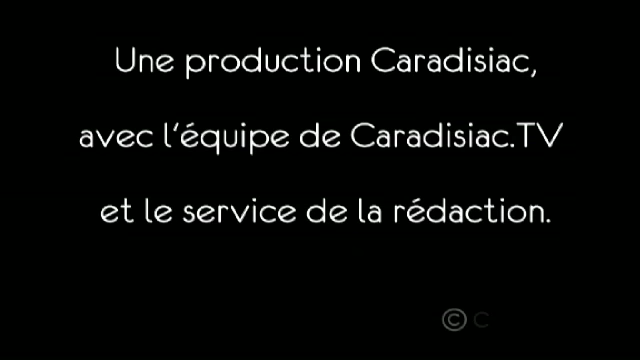 Une production Caradisiac,
avec l'équipe de Caradisiac.TV
et le service de la rédaction.
© C